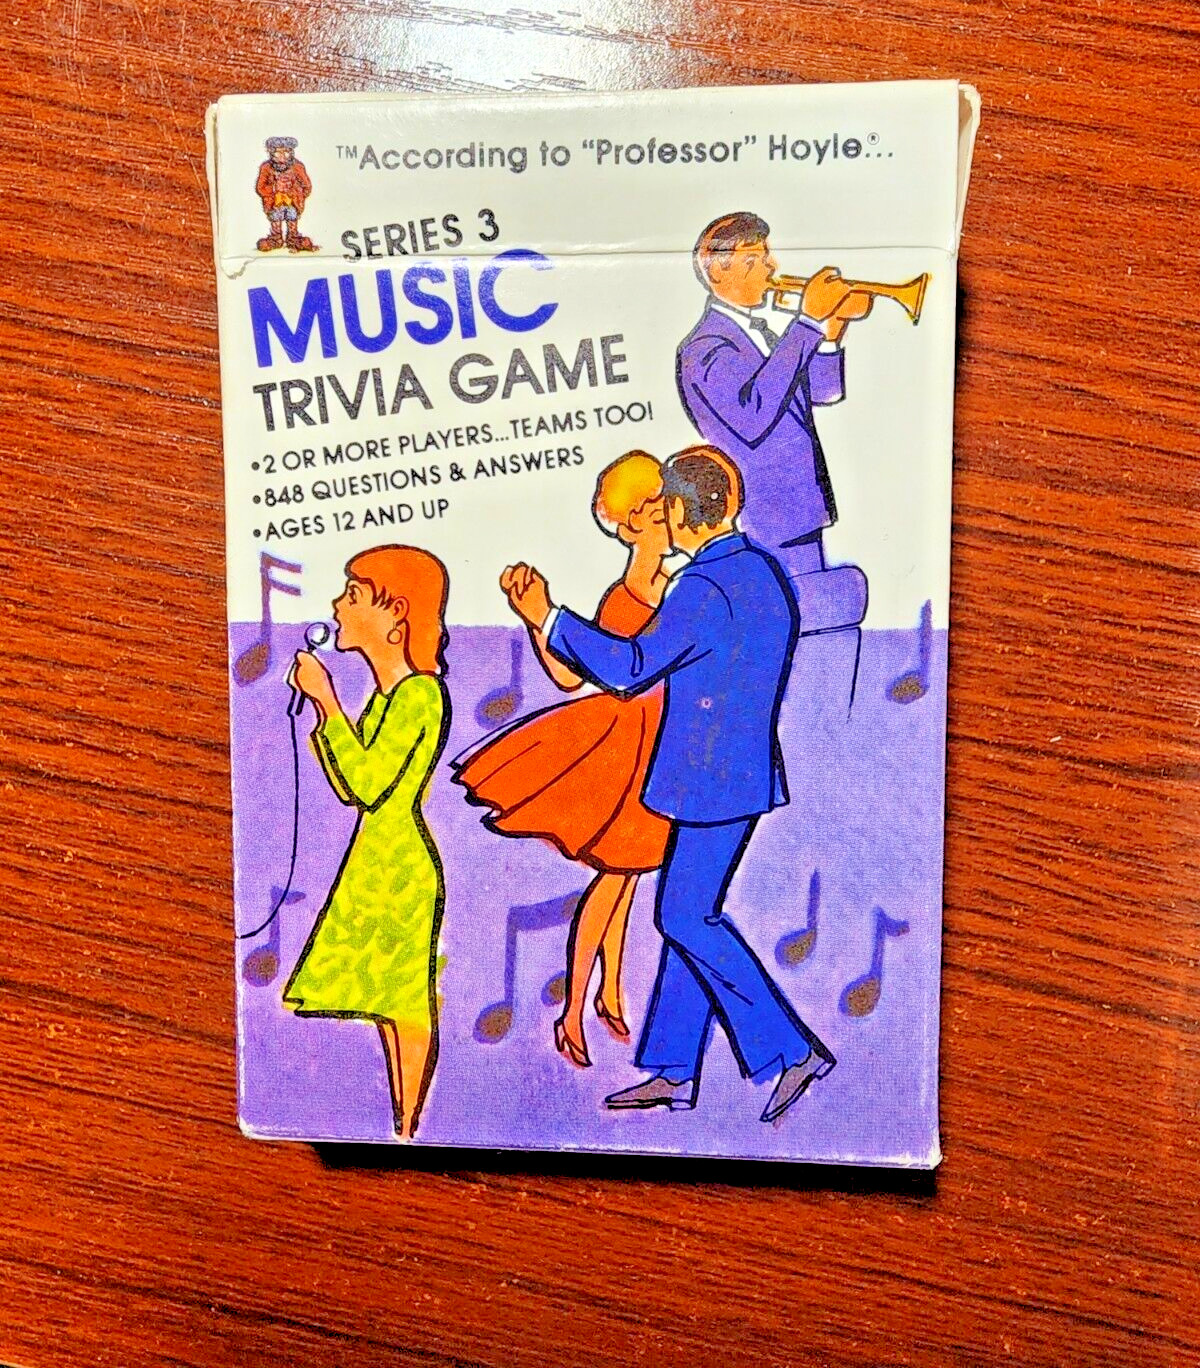 ™According to "Professor" Hoyle®...
SERIES 3
MUSIC
TRIVIA GAME
•2 OR MORE PLAYERS...TEAMS TOO!
•848 QUESTIONS & ANSWERS
•AGES 12 AND UP